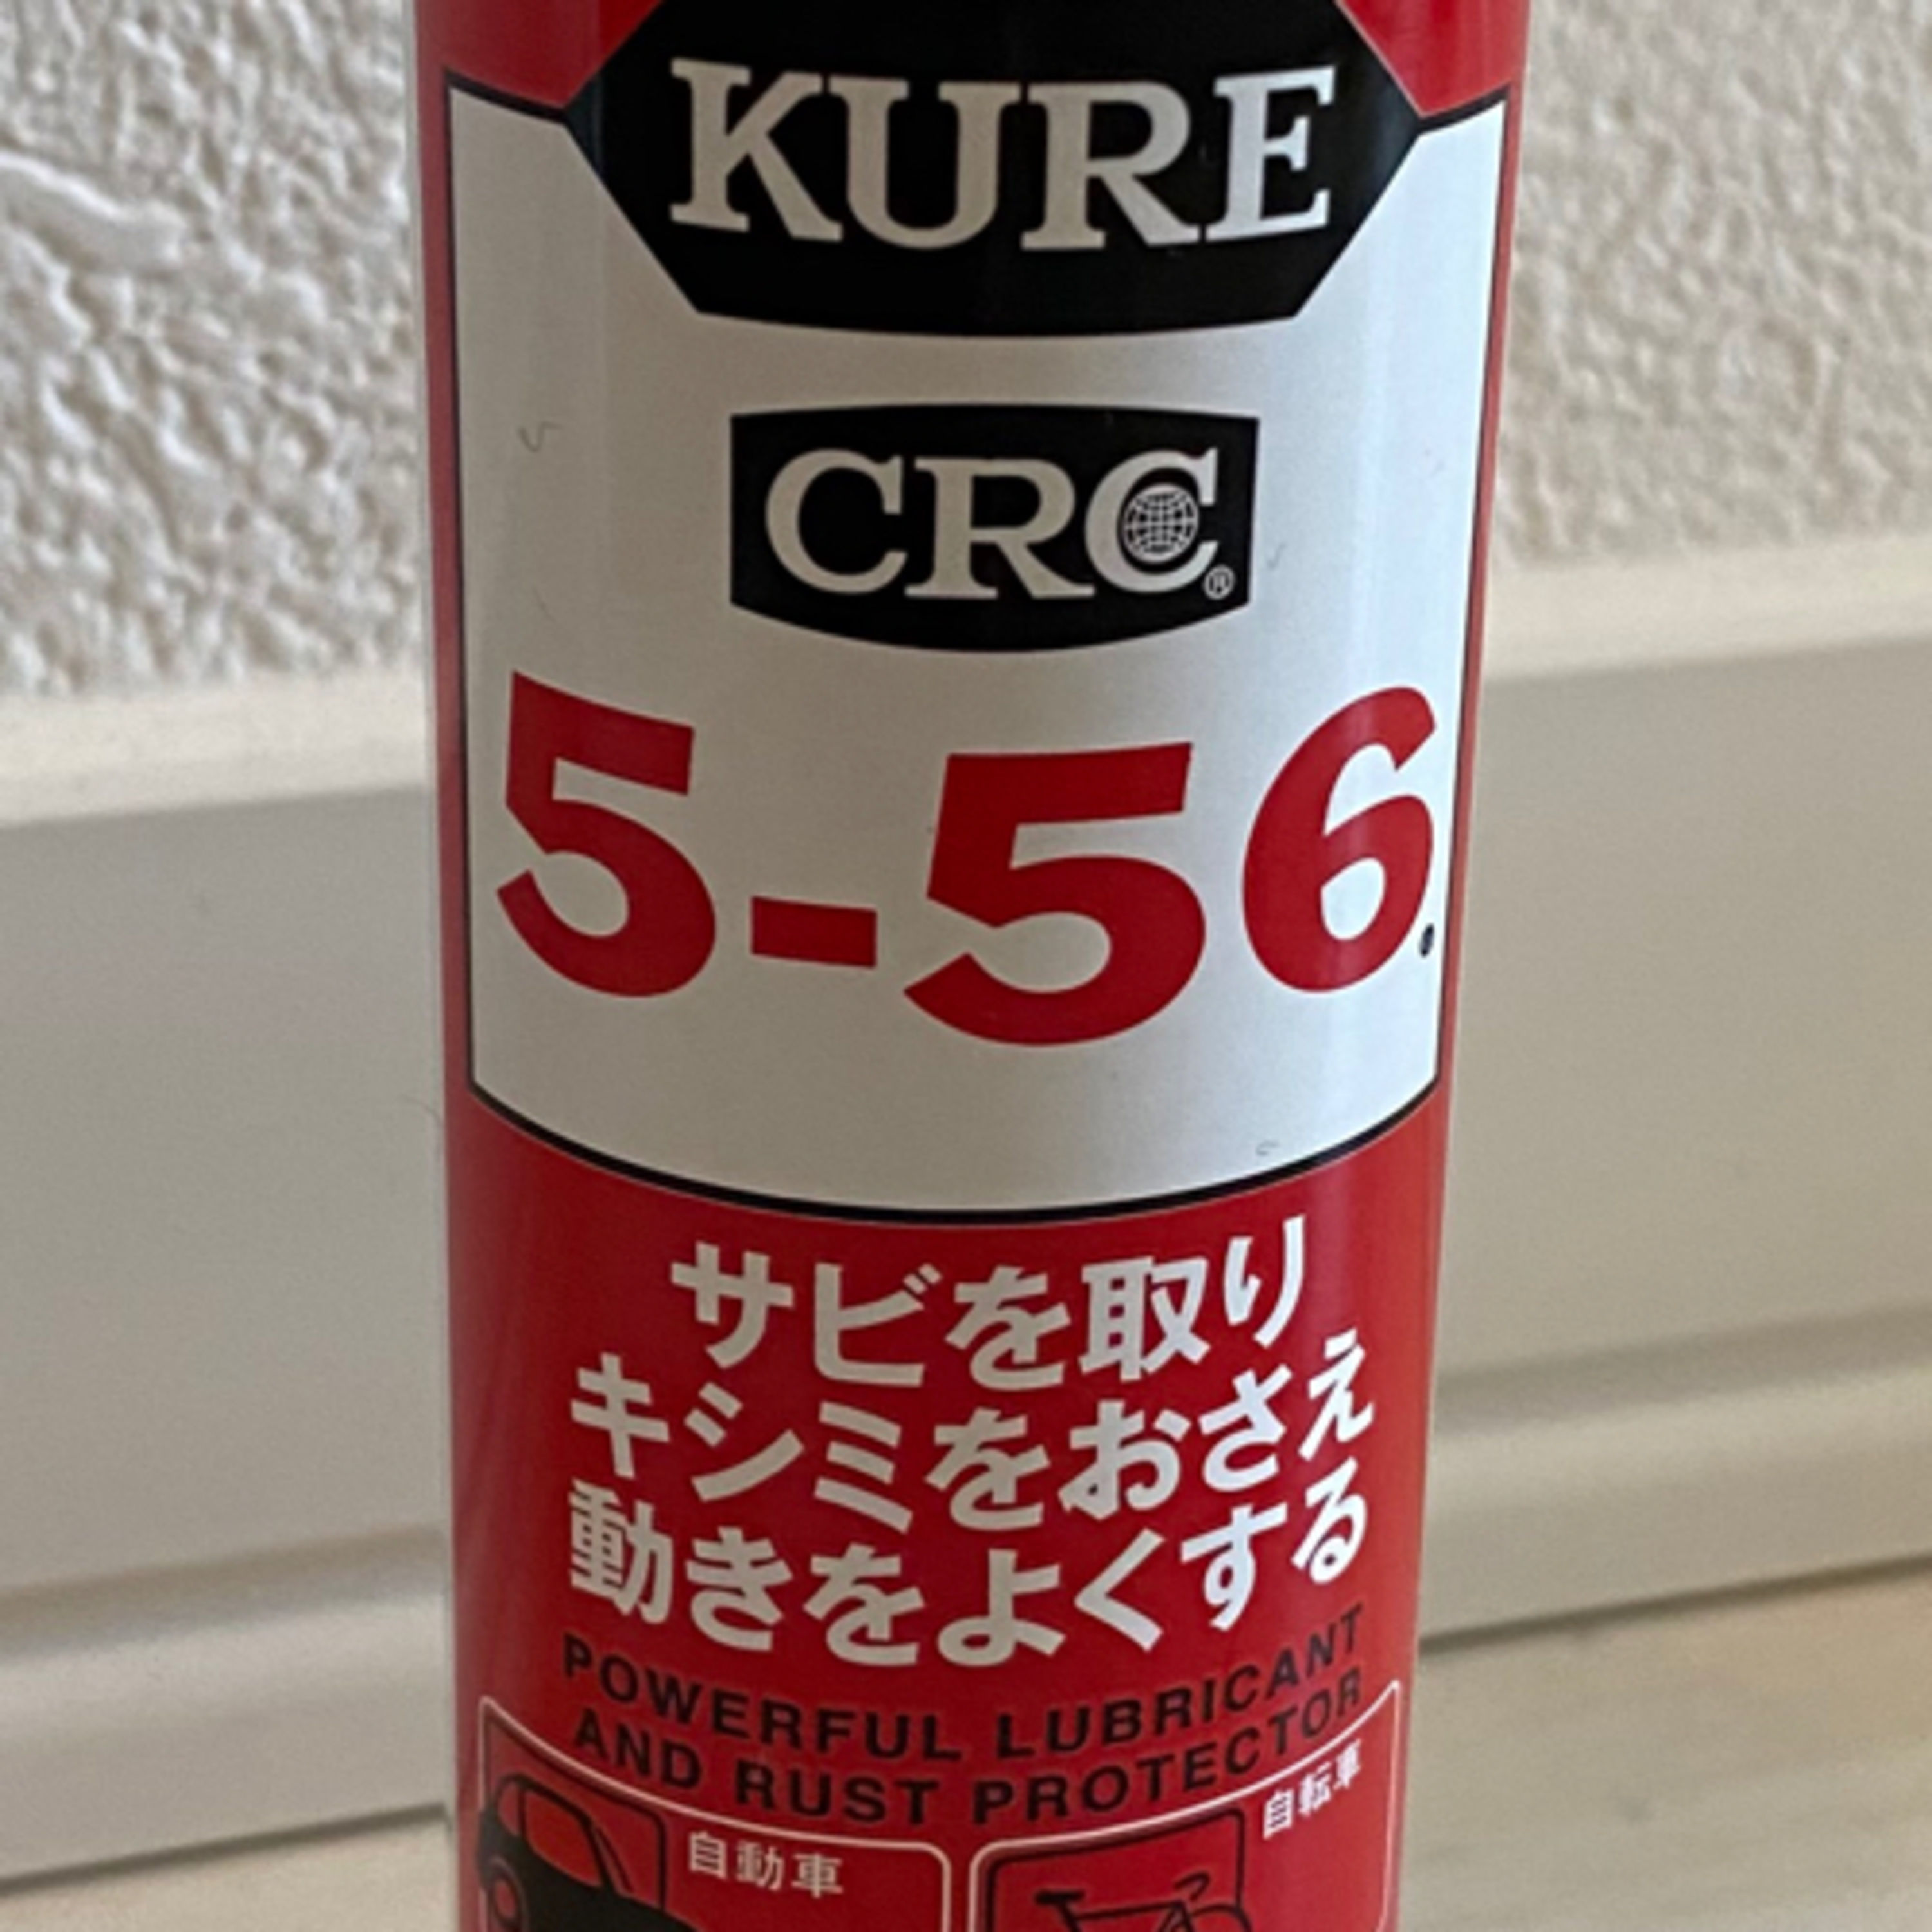 KURE
CRC®
5-56
サビを取り
キシミをおさえ
動きをよくする
POWERFUL LUBRICANT
AND RUST PROTECTOR
自動車
自転車